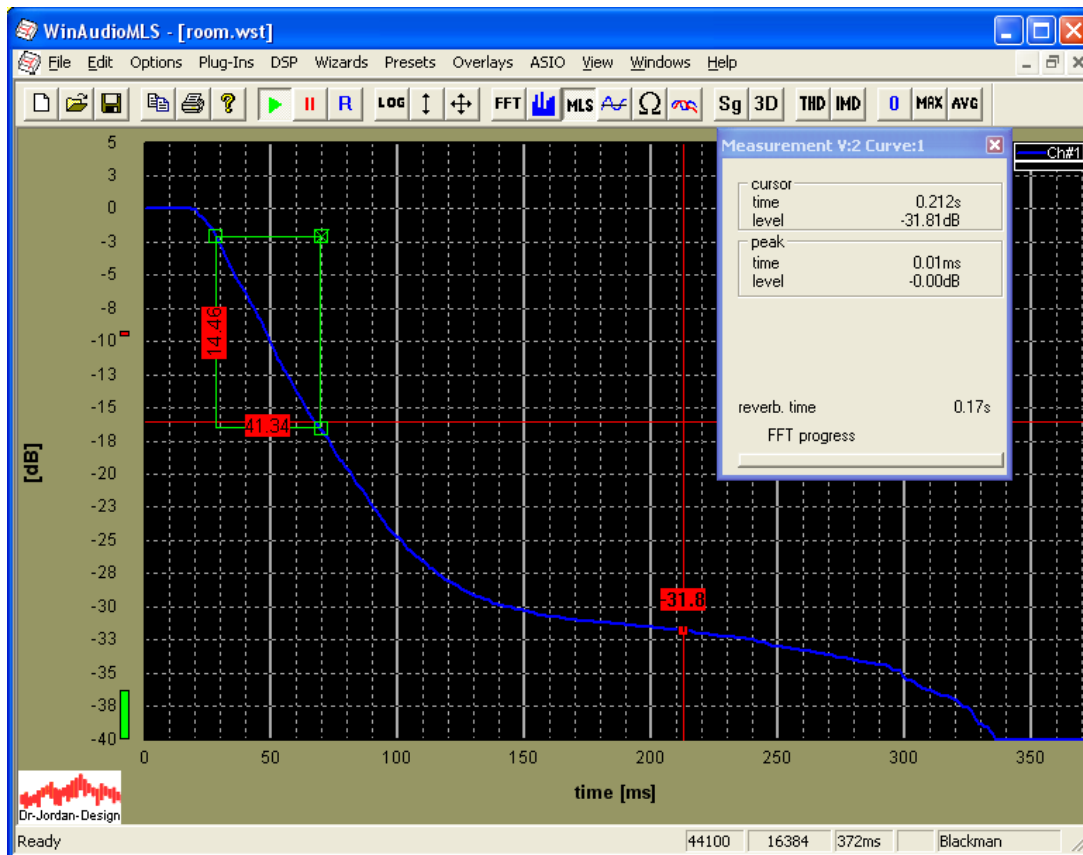 WinAudioMLS - [room.wst]
File Edit Options Plug-Ins DSP Wizards Presets Overlays ASIO View Windows Help
R LOG FFT MLS Ω Sg 3D THD IMD 0 MAX AVG
Measurement V:2 Curve:1
Ch#1
cursor
time 0.212s
level -31.81dB
peak
time 0.01ms
level -0.00dB
reverb. time 0.17s
FFT progress
5
3
0
-3
-5
-8
-10
-13
-15
-18
-20
-23
-25
-28
-30
-33
-35
-38
-40
[dB]
14.46
41.34
-31.8
0 50 100 150 200 250 300 350
time [ms]
Dr-Jordan-Design
Ready 44100 16384 372ms Blackman